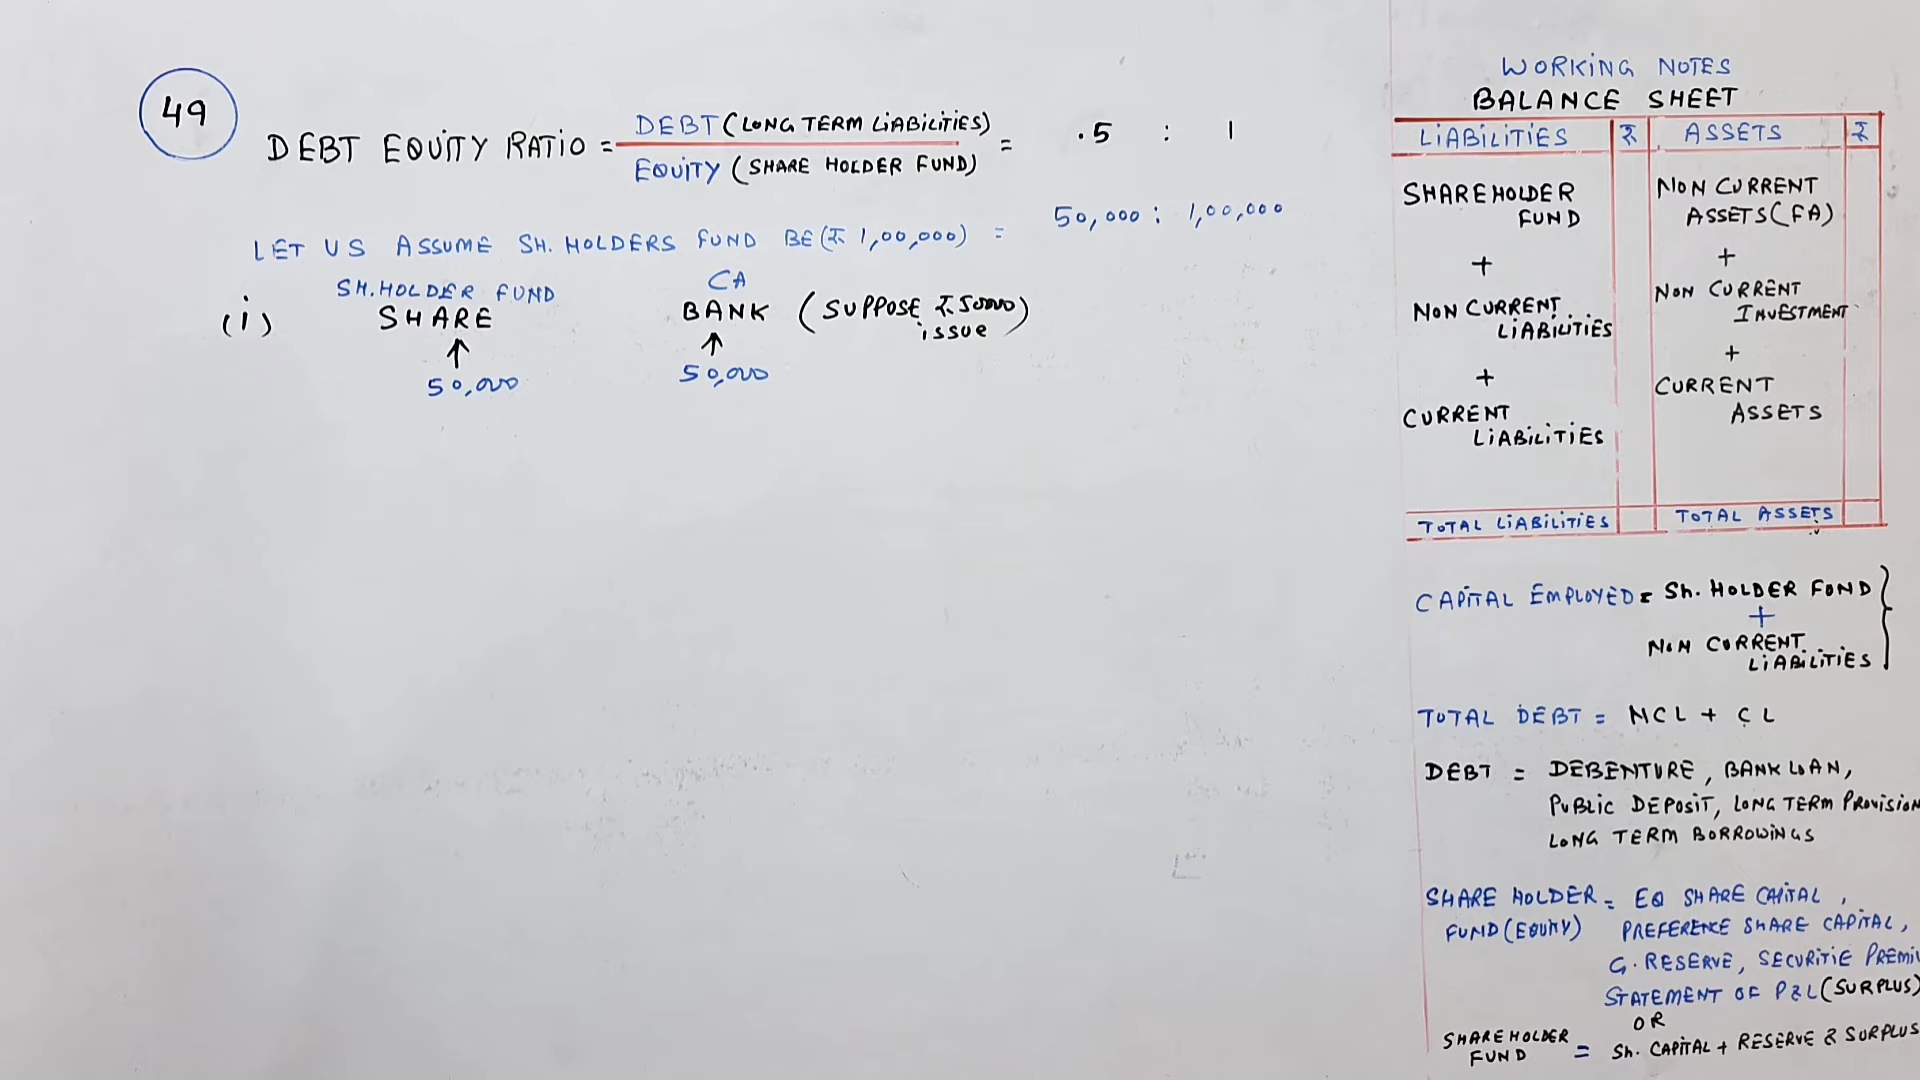 49
DEBT EQUITY RATIO = DEBT (LONG TERM LIABILITIES) / EQUITY (SHARE HOLDER FUND) = .5 : 1
LET US ASSUME SH. HOLDERS FUND BE (₹ 1,00,000) = 50,000 : 1,00,000
SH. HOLDER FUND CA
(i) SHARE BANK (SUPPOSE ₹ 50000
issue)
↑ ↑
50,000 50,000
WORKING NOTES
BALANCE SHEET
LIABILITIES ₹ ASSETS ₹
SHAREHOLDER
FUND
+
NON CURRENT
LIABILITIES
+
CURRENT
LIABILITIES
NON CURRENT
ASSETS (FA)
+
NON CURRENT
INVESTMENT
+
CURRENT
ASSETS
TOTAL LIABILITIES TOTAL ASSETS
CAPITAL EMPLOYED = Sh. HOLDER FUND
+
NON CURRENT
LIABILITIES
TOTAL DEBT = NCL + CL
DEBT = DEBENTURE, BANK LOAN,
PUBLIC DEPOSIT, LONG TERM PROVISION
LONG TERM BORROWINGS
SHARE HOLDER = EQ SHARE CAPITAL,
FUND (EQUITY) PREFERENCE SHARE CAPITAL,
G. RESERVE, SECURITIE PREMIU
STATEMENT OF P&L (SURPLUS)
OR
SHAREHOLDER
FUND = Sh. CAPITAL + RESERVE & SURPLUS